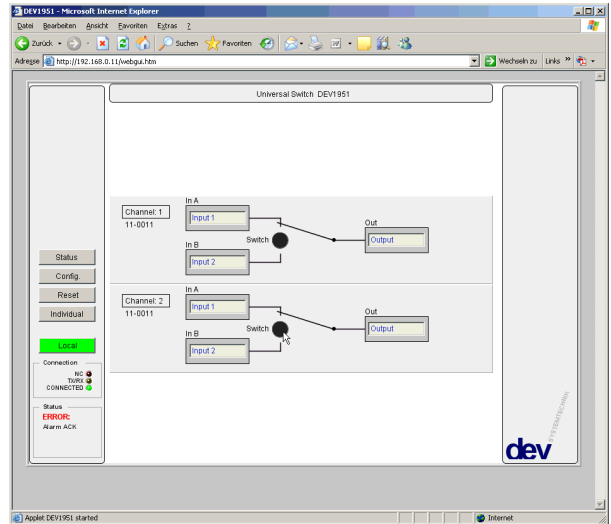 DEV1951 - Microsoft Internet Explorer
Datei Bearbeiten Ansicht Favoriten Extras ?
Zurück Suchen Favoriten
Adresse http://192.168.0.11/webgui.htm Wechseln zu Links »
Universal Switch DEV1951
Channel: 1
11-0011
In A
Input 1
In B
Input 2
Switch
Out
Output
Channel: 2
11-0011
In A
Input 1
In B
Input 2
Switch
Out
Output
Status
Config.
Reset
Individual
Local
Connection
NC
TX/RX
CONNECTED
Status
ERROR:
Alarm ACK
dev
SYSTEMTECHNIK
Applet DEV1951 started Internet